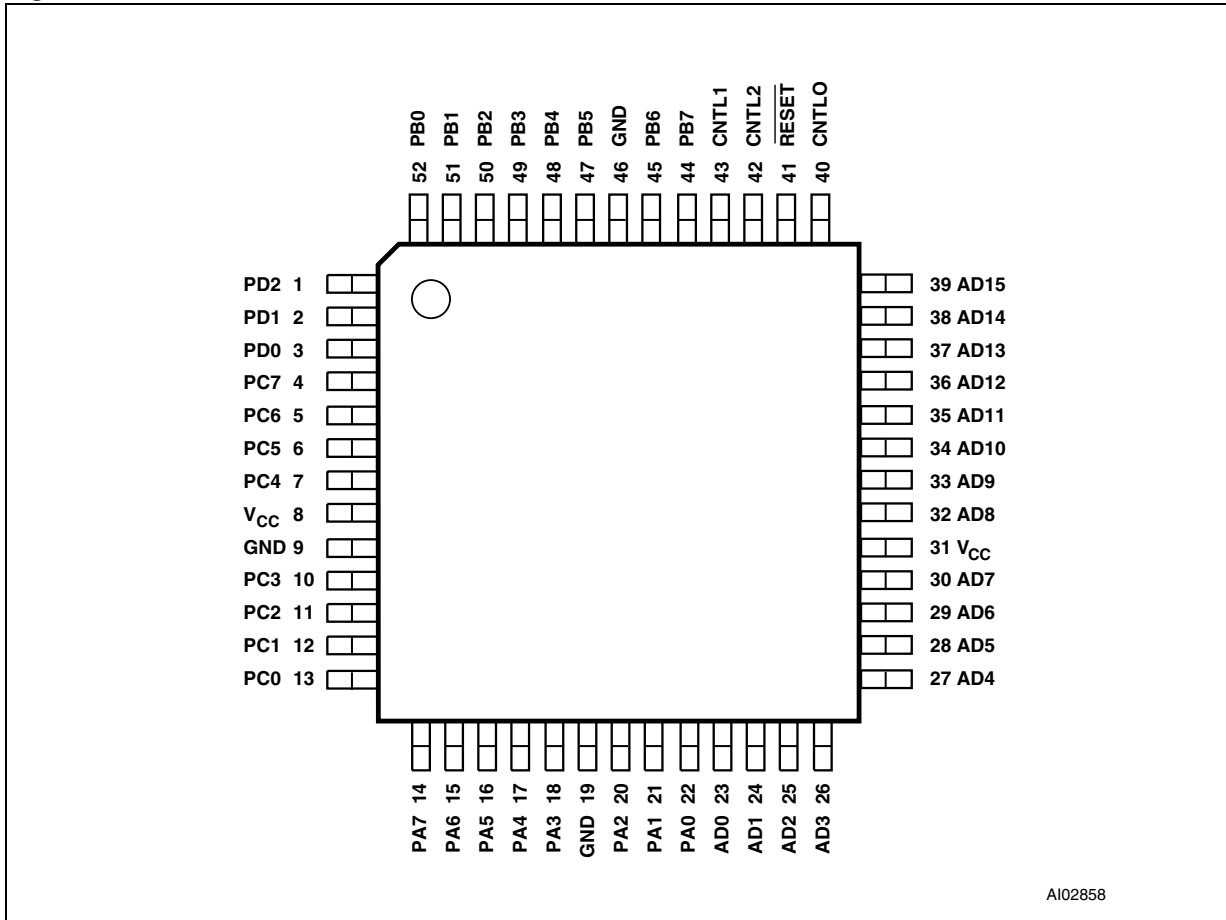 52 PB0
51 PB1
50 PB2
49 PB3
48 PB4
47 PB5
46 GND
45 PB6
44 PB7
43 CNTL1
42 CNTL2
41 RESET
40 CNTLO
PD2 1
PD1 2
PD0 3
PC7 4
PC6 5
PC5 6
PC4 7
VCC 8
GND 9
PC3 10
PC2 11
PC1 12
PC0 13
39 AD15
38 AD14
37 AD13
36 AD12
35 AD11
34 AD10
33 AD9
32 AD8
31 VCC
30 AD7
29 AD6
28 AD5
27 AD4
PA7 14
PA6 15
PA5 16
PA4 17
PA3 18
GND 19
PA2 20
PA1 21
PA0 22
AD0 23
AD1 24
AD2 25
AD3 26
AI02858